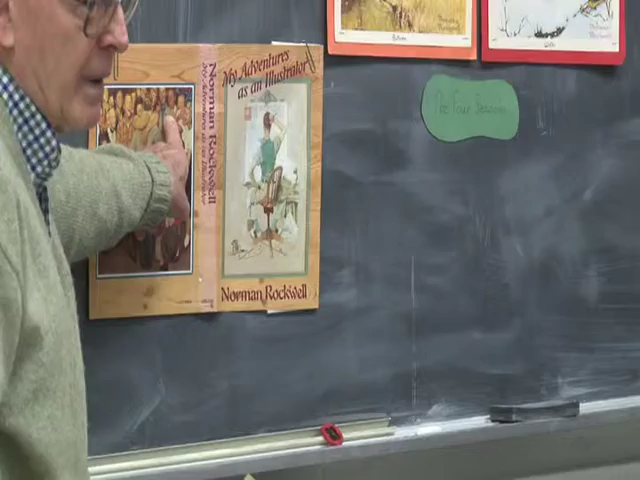 My Adventures
as an Illustrator
Norman Rockwell
My Adventures as an Illustrator
Norman Rockwell
The Four Seasons